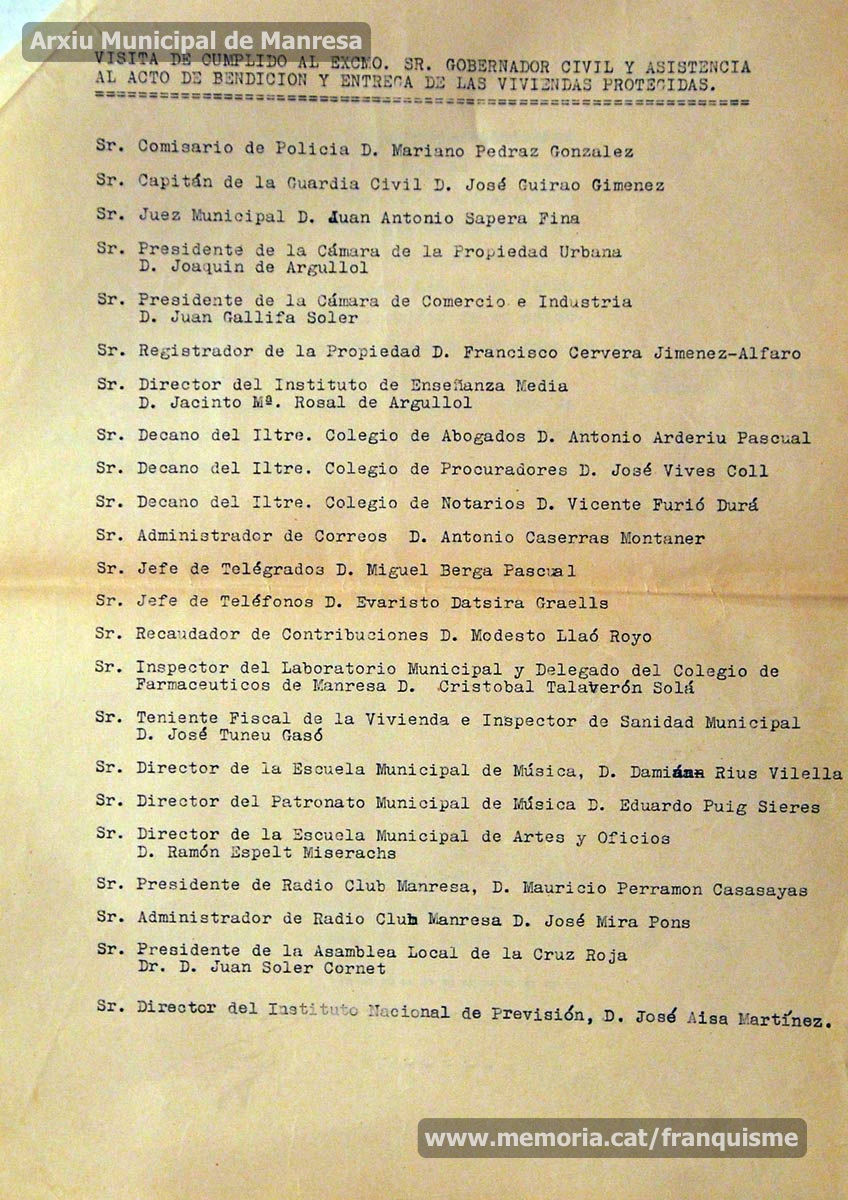 Arxiu Municipal de Manresa
VISITA DE CUMPLIDO AL EXCMO. SR. GOBERNADOR CIVIL Y ASISTENCIA
AL ACTO DE BENDICION Y ENTREGA DE LAS VIVIENDAS PROTEGIDAS.
Sr. Comisario de Policia D. Mariano Pedraz Gonzalez
Sr. Capitán de la Guardia Civil D. José Guirao Gimenez
Sr. Juez Municipal D. Juan Antonio Sapera Fina
Sr. Presidente de la Cámara de la Propiedad Urbana
D. Joaquin de Argullol
Sr. Presidente de la Cámara de Comercio e Industria
D. Juan Gallifa Soler
Sr. Registrador de la Propiedad D. Francisco Cervera Jimenez-Alfaro
Sr. Director del Instituto de Enseñanza Media
D. Jacinto Mª. Rosal de Argullol
Sr. Decano del Iltre. Colegio de Abogados D. Antonio Arderiu Pascual
Sr. Decano del Iltre. Colegio de Procuradores D. José Vives Coll
Sr. Decano del Iltre. Colegio de Notarios D. Vicente Furió Durá
Sr. Administrador de Correos D. Antonio Caserras Montaner
Sr. Jefe de Telégrados D. Miguel Berga Pascual
Sr. Jefe de Teléfonos D. Evaristo Datsira Graells
Sr. Recaudador de Contribuciones D. Modesto Llaó Royo
Sr. Inspector del Laboratorio Municipal y Delegado del Colegio de
Farmaceuticos de Manresa D. Cristobal Talaverón Solá
Sr. Teniente Fiscal de la Vivienda e Inspector de Sanidad Municipal
D. José Tuneu Gasó
Sr. Director de la Escuela Municipal de Música, D. Damián Rius Vilella
Sr. Director del Patronato Municipal de Música D. Eduardo Puig Sieres
Sr. Director de la Escuela Municipal de Artes y Oficios
D. Ramón Espelt Miserachs
Sr. Presidente de Radio Club Manresa, D. Mauricio Perramon Casasayas
Sr. Administrador de Radio Club Manresa D. José Mira Pons
Sr. Presidente de la Asamblea Local de la Cruz Roja
Dr. D. Juan Soler Cornet
Sr. Director del Instituto Nacional de Previsión, D. José Aisa Martínez.
www.memoria.cat/franquisme